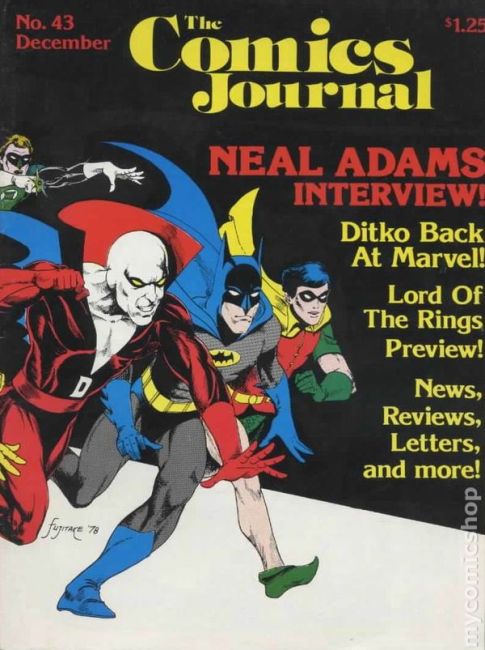 No. 43
December
The
Comics
Journal
$1.25
NEAL ADAMS
INTERVIEW!
Ditko Back
At Marvel!
Lord Of
The Rings
Preview!
News,
Reviews,
Letters,
and more!
D
FUJITAKE '78
mycomicshop